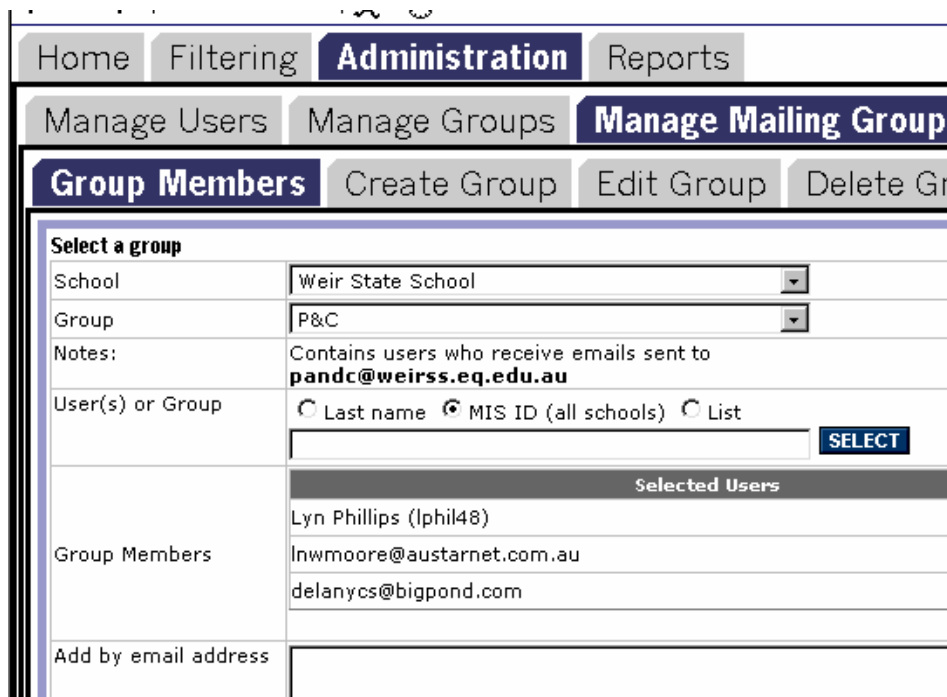 Home Filtering Administration Reports
Manage Users Manage Groups Manage Mailing Group
Group Members Create Group Edit Group Delete Gr
Select a group
School Weir State School
Group P&C
Notes: Contains users who receive emails sent to
pandc@weirss.eq.edu.au
User(s) or Group Last name MIS ID (all schools) List
SELECT
Selected Users
Lyn Phillips (lphil48)
Group Members lnwmoore@austarnet.com.au
delanycs@bigpond.com
Add by email address